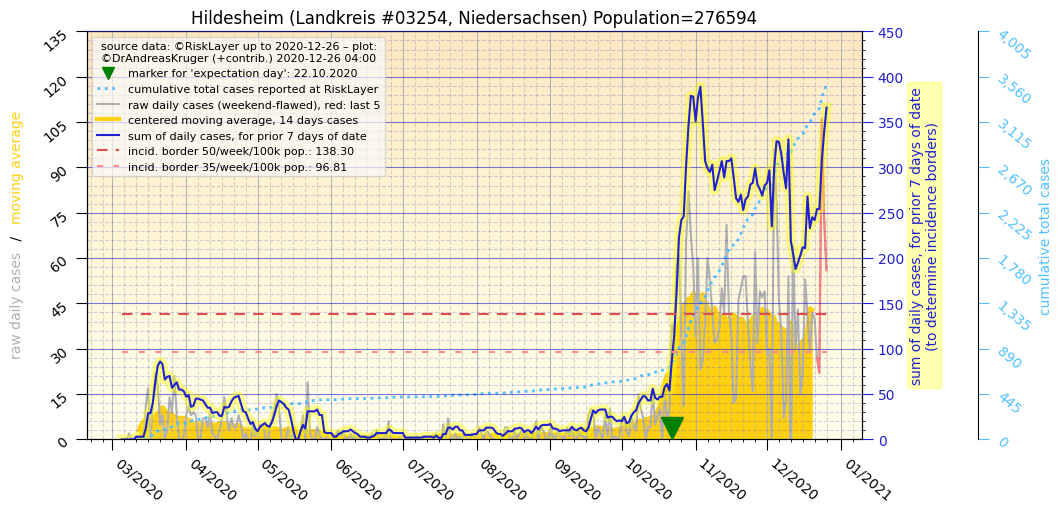 Hildesheim (Landkreis #03254, Niedersachsen) Population=276594
source data: ©RiskLayer up to 2020-12-26 – plot:
©DrAndreasKruger (+contrib.) 2020-12-26 04:00
marker for 'expectation day': 22.10.2020
cumulative total cases reported at RiskLayer
raw daily cases (weekend-flawed), red: last 5
centered moving average, 14 days cases
sum of daily cases, for prior 7 days of date
incid. border 50/week/100k pop.: 138.30
incid. border 35/week/100k pop.: 96.81
raw daily cases / moving average
135
120
105
90
75
60
45
30
15
0
03/2020
04/2020
05/2020
06/2020
07/2020
08/2020
09/2020
10/2020
11/2020
12/2020
01/2021
450
400
350
300
250
200
150
100
50
0
sum of daily cases, for prior 7 days of date
(to determine incidence borders)
4,005
3,560
3,115
2,670
2,225
1,780
1,335
890
445
0
cumulative total cases